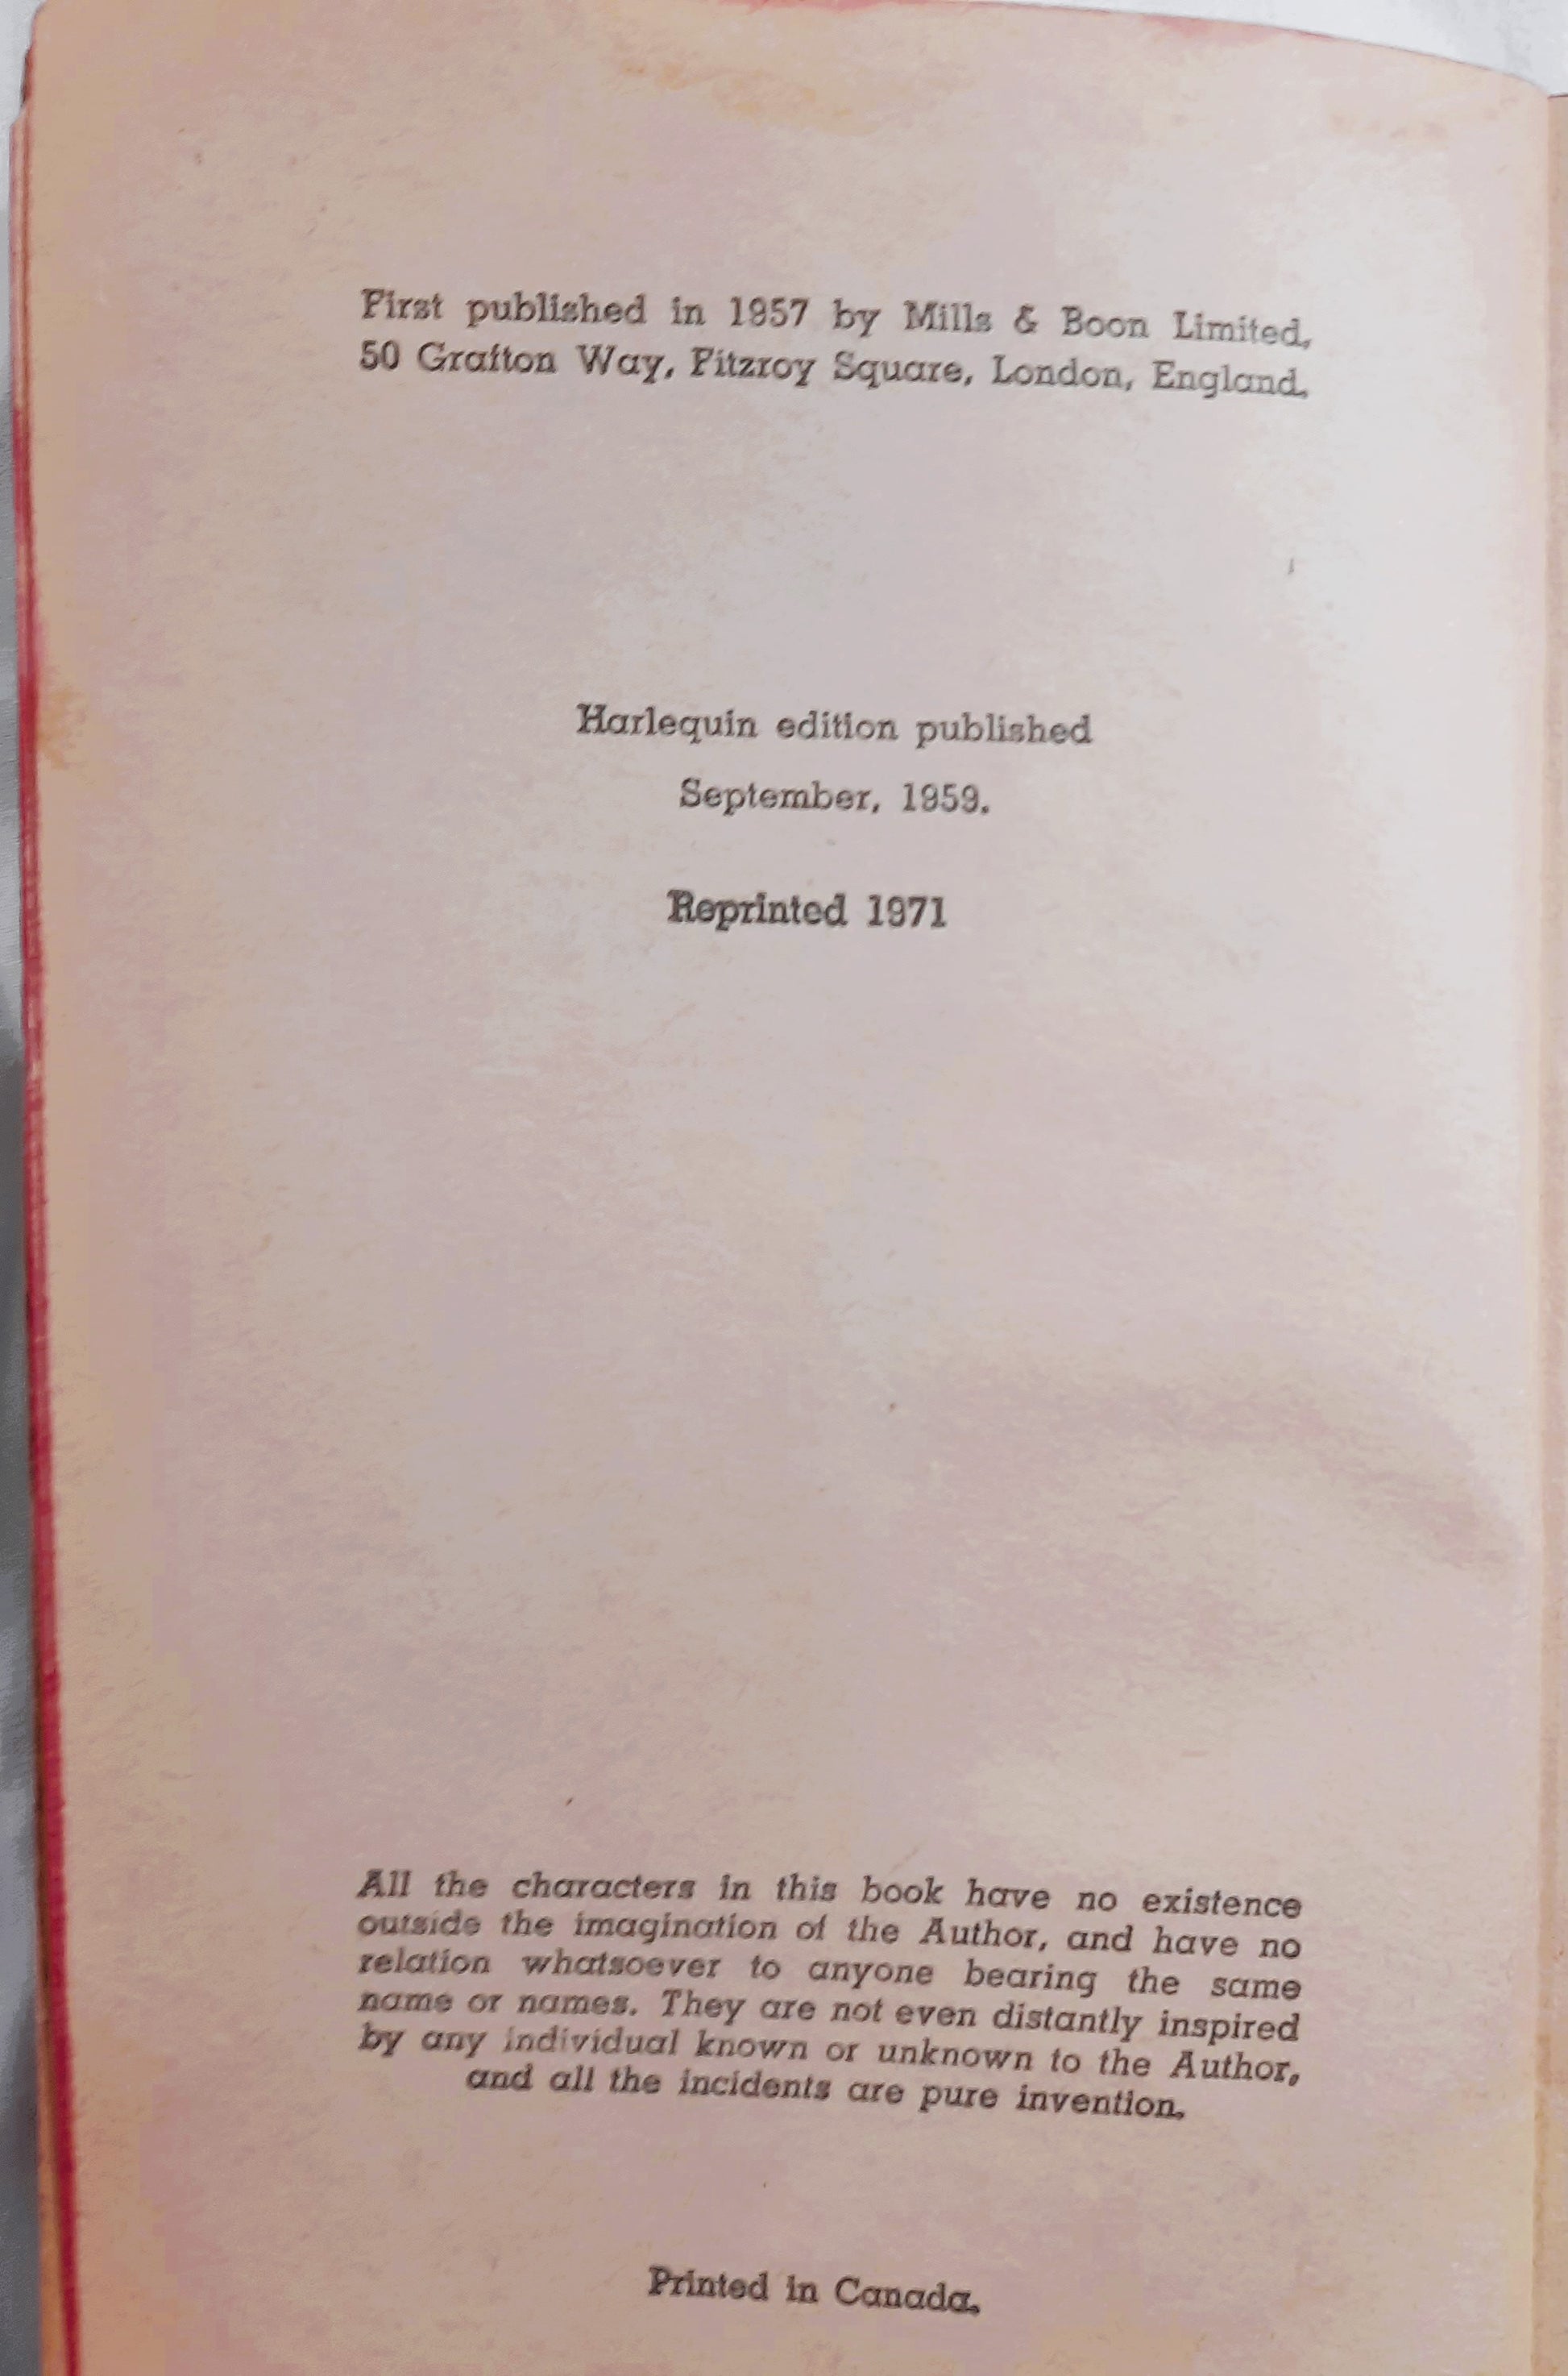 First published in 1957 by Mills & Boon Limited,
50 Grafton Way, Fitzroy Square, London, England.
Harlequin edition published
September, 1959.
Reprinted 1971
All the characters in this book have no existence
outside the imagination of the Author, and have no
relation whatsoever to anyone bearing the same
name or names. They are not even distantly inspired
by any individual known or unknown to the Author,
and all the incidents are pure invention.
Printed in Canada.